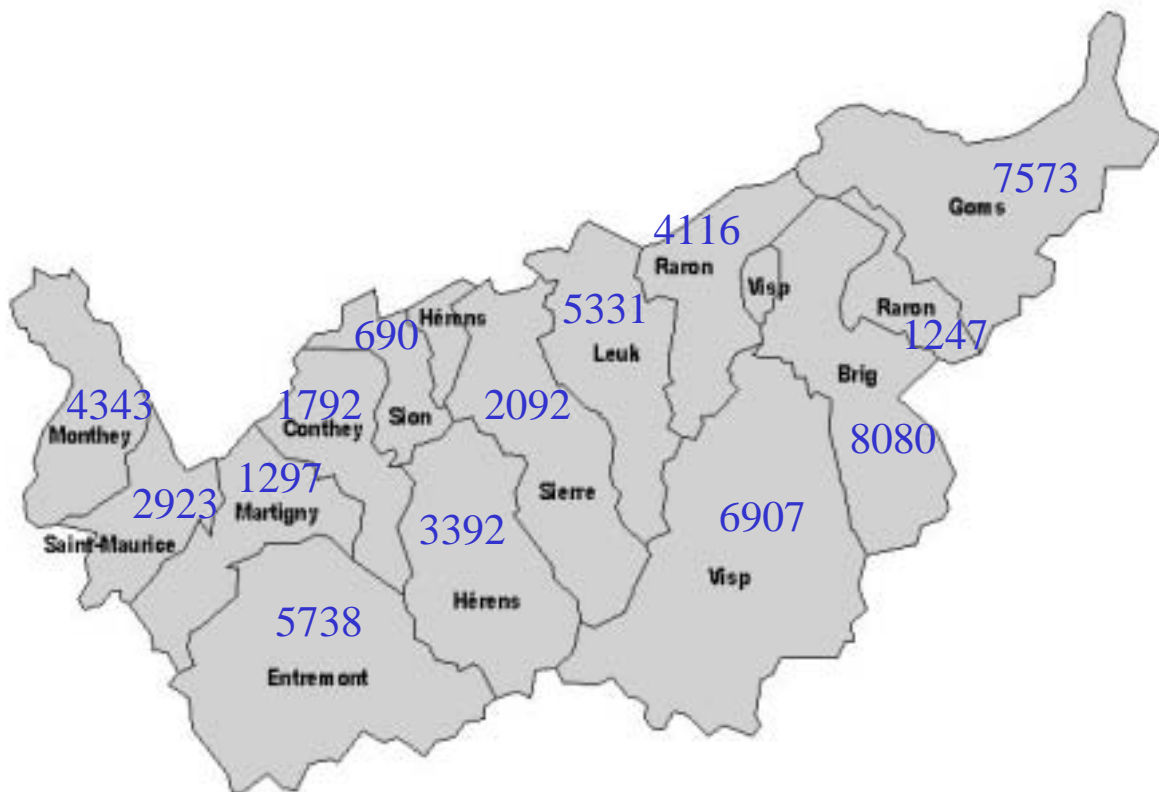 7573
Goms
4116
Raron
Visp
5331
Leuk
Raron
1247
Hérens
690
Brig
4343
Monthey
1792
Conthey
Sion
2092
8080
1297
Martigny
2923
Saint-Maurice
Sierre
3392
Hérens
6907
Visp
5738
Entremont